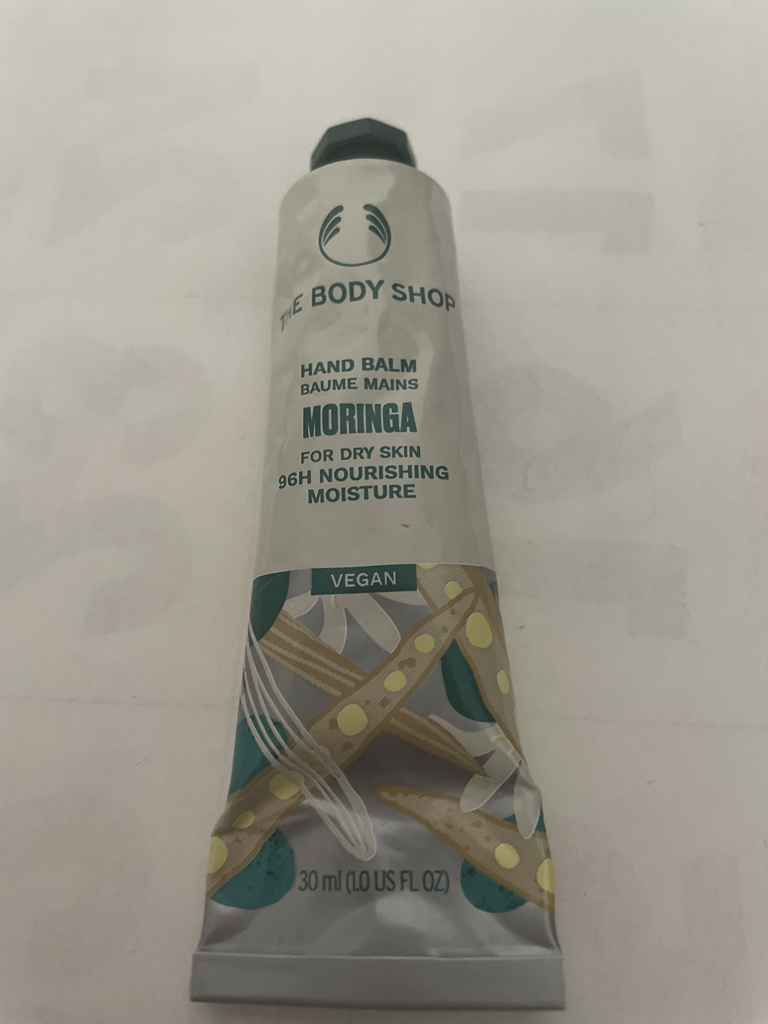 THE BODY SHOP
HAND BALM
BAUME MAINS
MORINGA
FOR DRY SKIN
96H NOURISHING
MOISTURE
VEGAN
30 ml (1.0 US FL OZ)